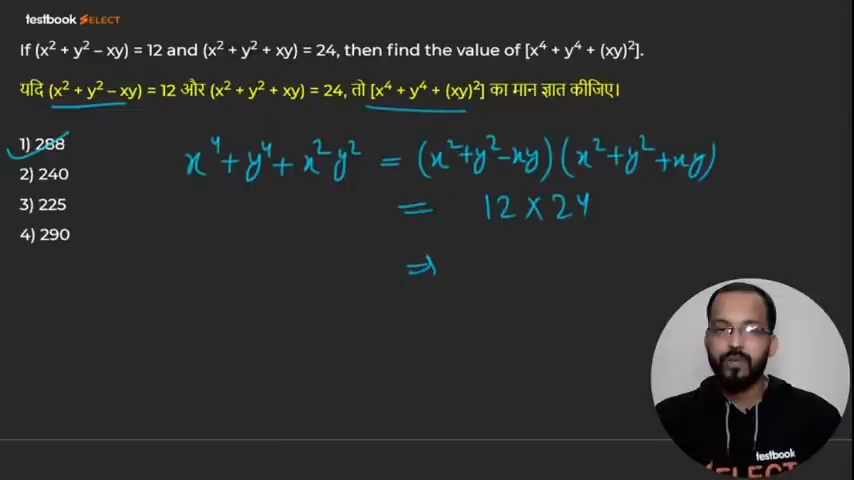 testbook SELECT
If (x² + y² – xy) = 12 and (x² + y² + xy) = 24, then find the value of [x⁴ + y⁴ + (xy)²].
यदि (x² + y² – xy) = 12 और (x² + y² + xy) = 24, तो [x⁴ + y⁴ + (xy)²] का मान ज्ञात कीजिए।
1) 288
2) 240
3) 225
4) 290
x⁴ + y⁴ + x²y² = (x²+y²-xy)(x²+y²+xy)
= 12 × 24
⇒
testbook
SELECT